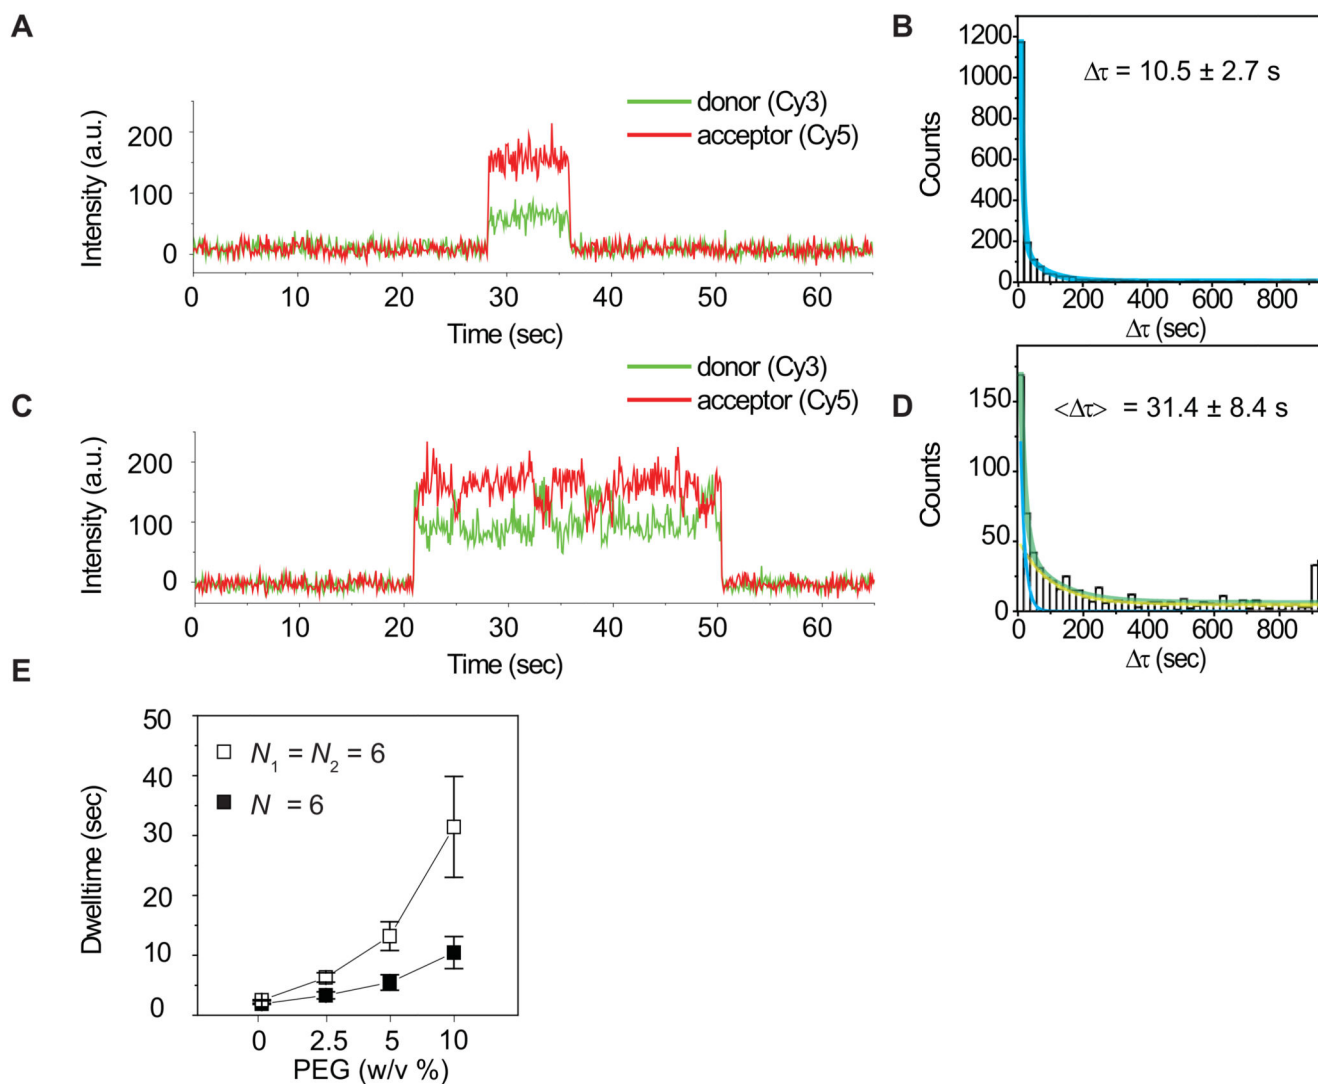 A
donor (Cy3)
acceptor (Cy5)
Intensity (a.u.)
200
100
0
0 10 20 30 40 50 60
Time (sec)
B
Δτ = 10.5 ± 2.7 s
Counts
1200
1000
800
600
400
200
0
0 200 400 600 800
Δτ (sec)
C
donor (Cy3)
acceptor (Cy5)
Intensity (a.u.)
200
100
0
0 10 20 30 40 50 60
Time (sec)
D
<Δτ> = 31.4 ± 8.4 s
Counts
150
100
50
0
0 200 400 600 800
Δτ (sec)
E
N₁ = N₂ = 6
N = 6
Dwelltime (sec)
50
40
30
20
10
0
0 2.5 5 10
PEG (w/v %)